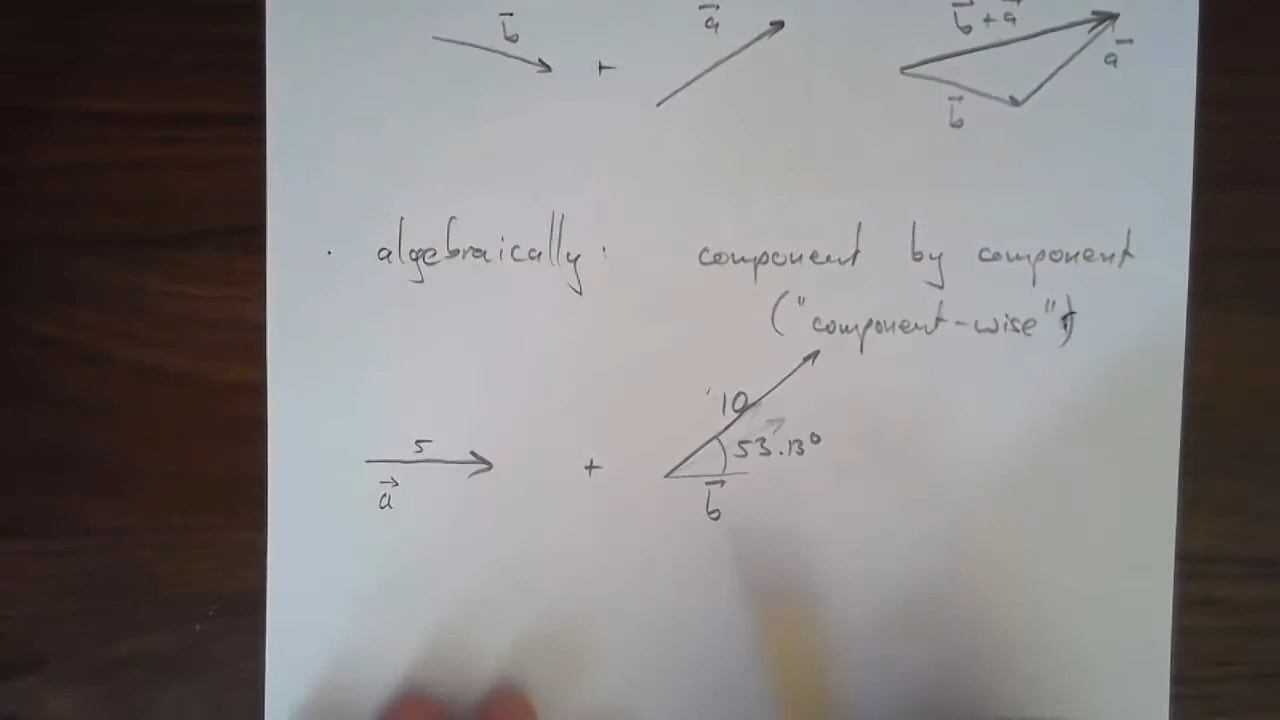 b⃗ + a⃗ b⃗ + a⃗
a⃗
b⃗
· algebraically: component by component
("component-wise")
10
5 + 53.13°
a⃗ b⃗